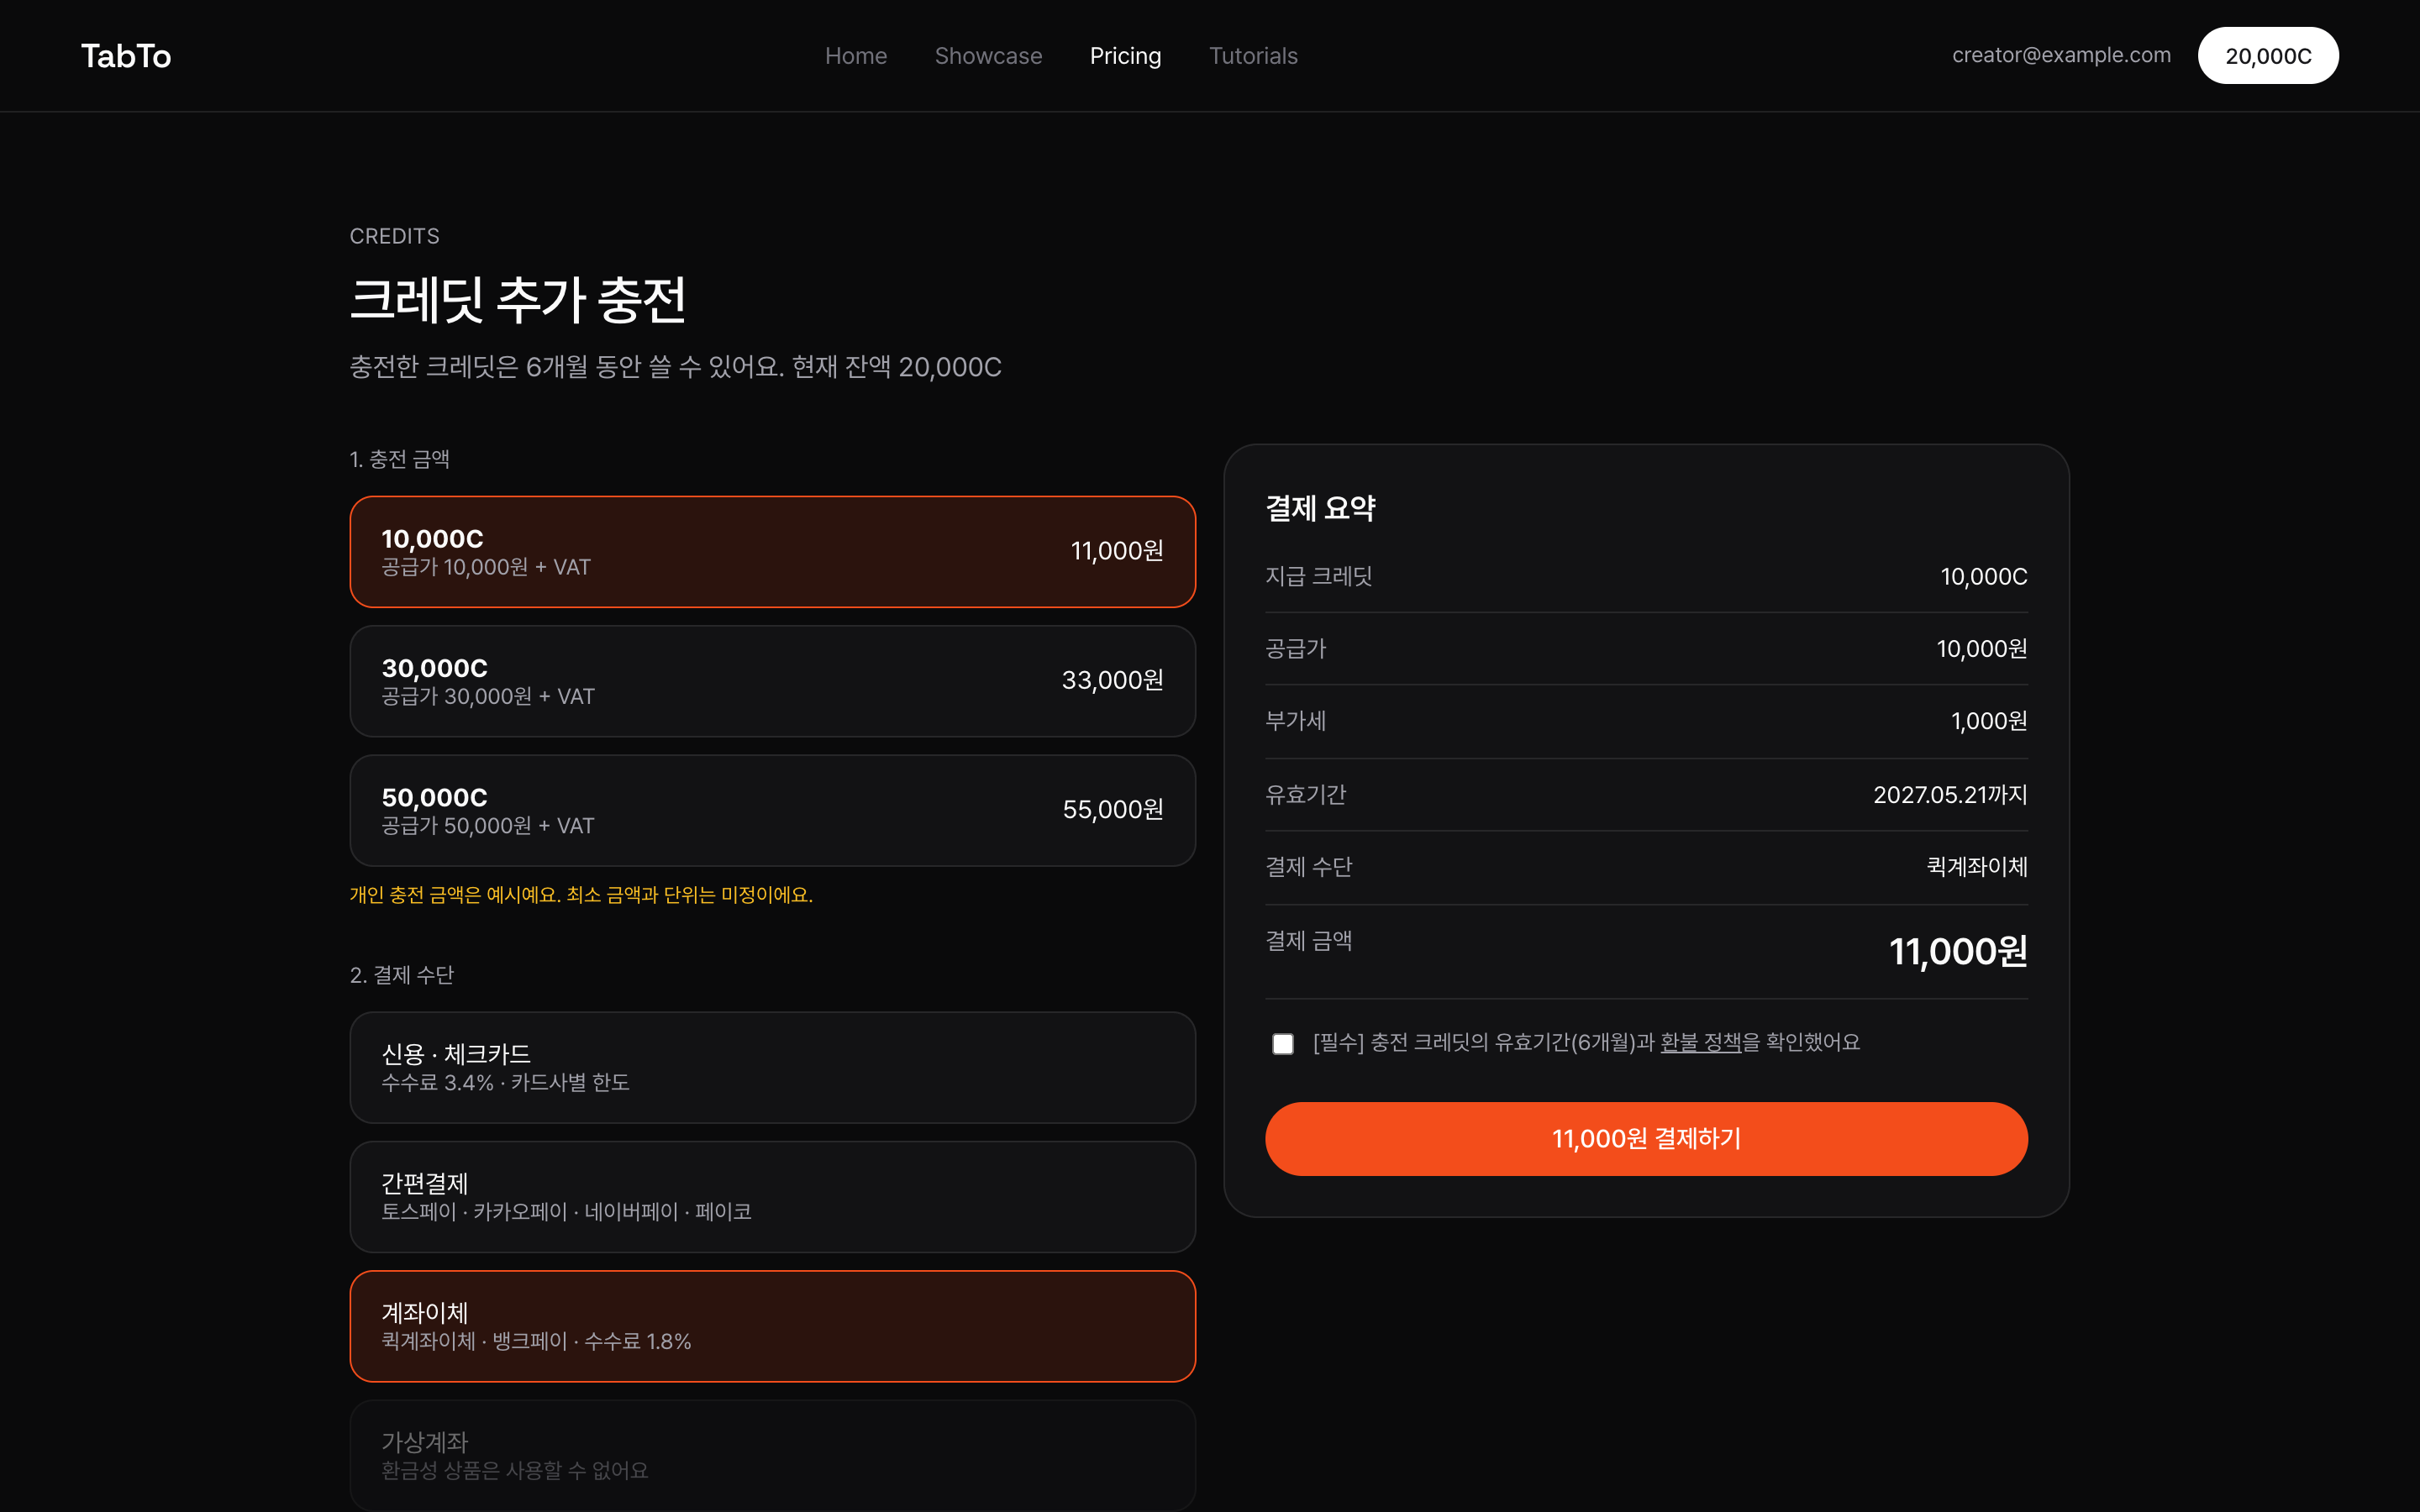 TabTo
Home
Showcase
Pricing
Tutorials
creator@example.com
20,000C
CREDITS
크레딧 추가 충전
충전한 크레딧은 6개월 동안 쓸 수 있어요. 현재 잔액 20,000C
1. 충전 금액
10,000C
공급가 10,000원 + VAT
11,000원
30,000C
공급가 30,000원 + VAT
33,000원
50,000C
공급가 50,000원 + VAT
55,000원
개인 충전 금액은 예시예요. 최소 금액과 단위는 미정이에요.
2. 결제 수단
신용 · 체크카드
수수료 3.4% · 카드사별 한도
간편결제
토스페이 · 카카오페이 · 네이버페이 · 페이코
계좌이체
퀵계좌이체 · 뱅크페이 · 수수료 1.8%
가상계좌
환금성 상품은 사용할 수 없어요
결제 요약
지급 크레딧 10,000C
공급가 10,000원
부가세 1,000원
유효기간 2027.05.21까지
결제 수단 퀵계좌이체
결제 금액 11,000원
[필수] 충전 크레딧의 유효기간(6개월)과 환불 정책을 확인했어요
11,000원 결제하기